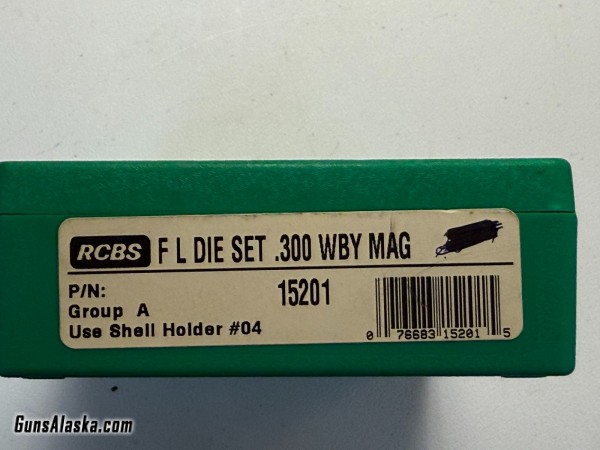 RCBS F L DIE SET .300 WBY MAG
P/N: 15201
Group A
Use Shell Holder #04
0 76683 15201 5
GunsAlaska.com